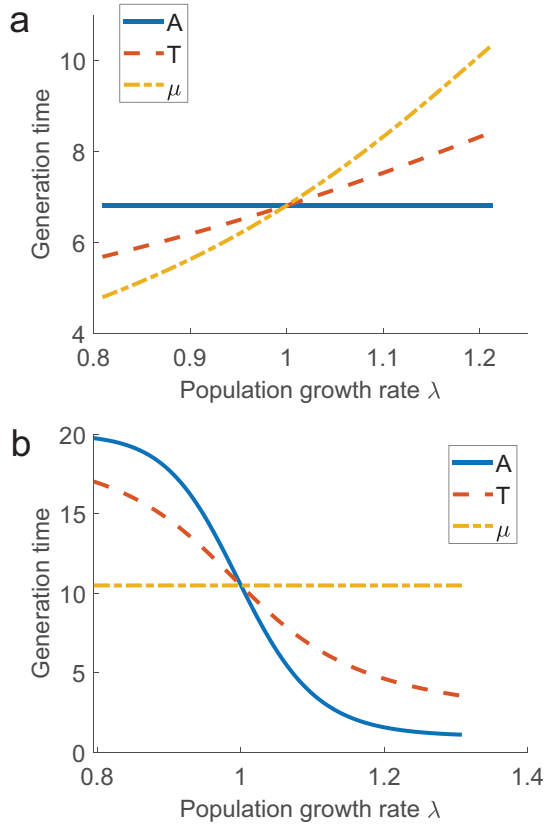 a
A
T
μ
Generation time
10
8
6
4
0.8 0.9 1 1.1 1.2
Population growth rate λ
b
A
T
μ
Generation time
20
15
10
5
0
0.8 1 1.2 1.4
Population growth rate λ